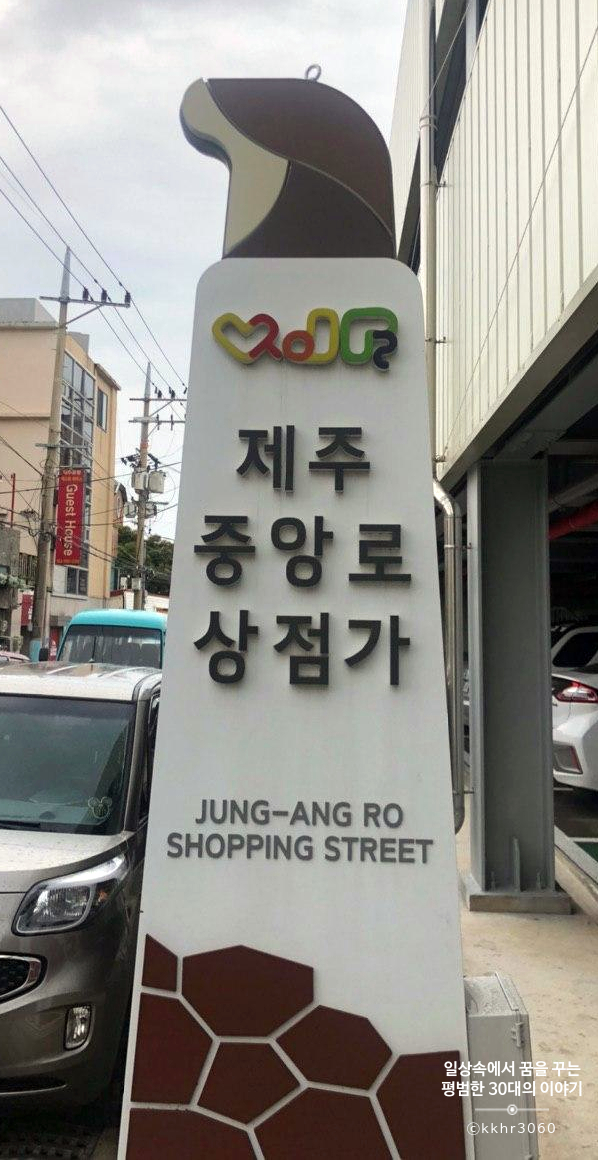 제주
중앙로
상점가
JUNG-ANG RO
SHOPPING STREET
Guest House
일상속에서 꿈을 꾸는
평범한 30대의 이야기
©kkhr3060